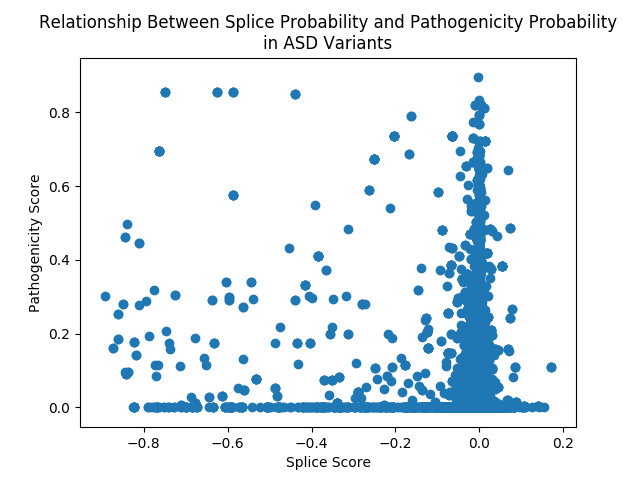 Relationship Between Splice Probability and Pathogenicity Probability
in ASD Variants
Pathogenicity Score
0.8
0.6
0.4
0.2
0.0
−0.8
−0.6
−0.4
−0.2
0.0
0.2
Splice Score